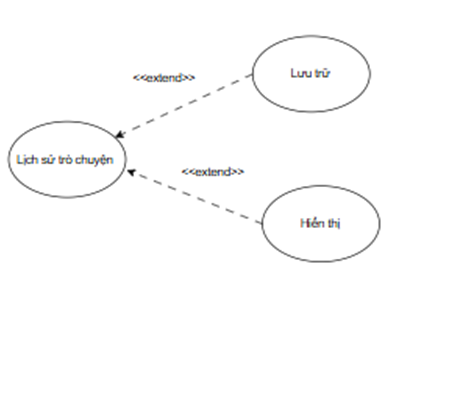 Lưu trữ
<<extend>>
Lịch sử trò chuyện
<<extend>>
Hiển thị